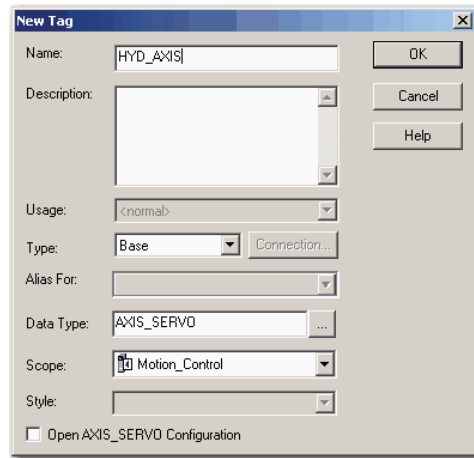 New Tag
Name: HYD_AXIS OK
Description: Cancel
Help
Usage: <normal>
Type: Base Connection...
Alias For:
Data Type: AXIS_SERVO ...
Scope: Motion_Control
Style:
Open AXIS_SERVO Configuration